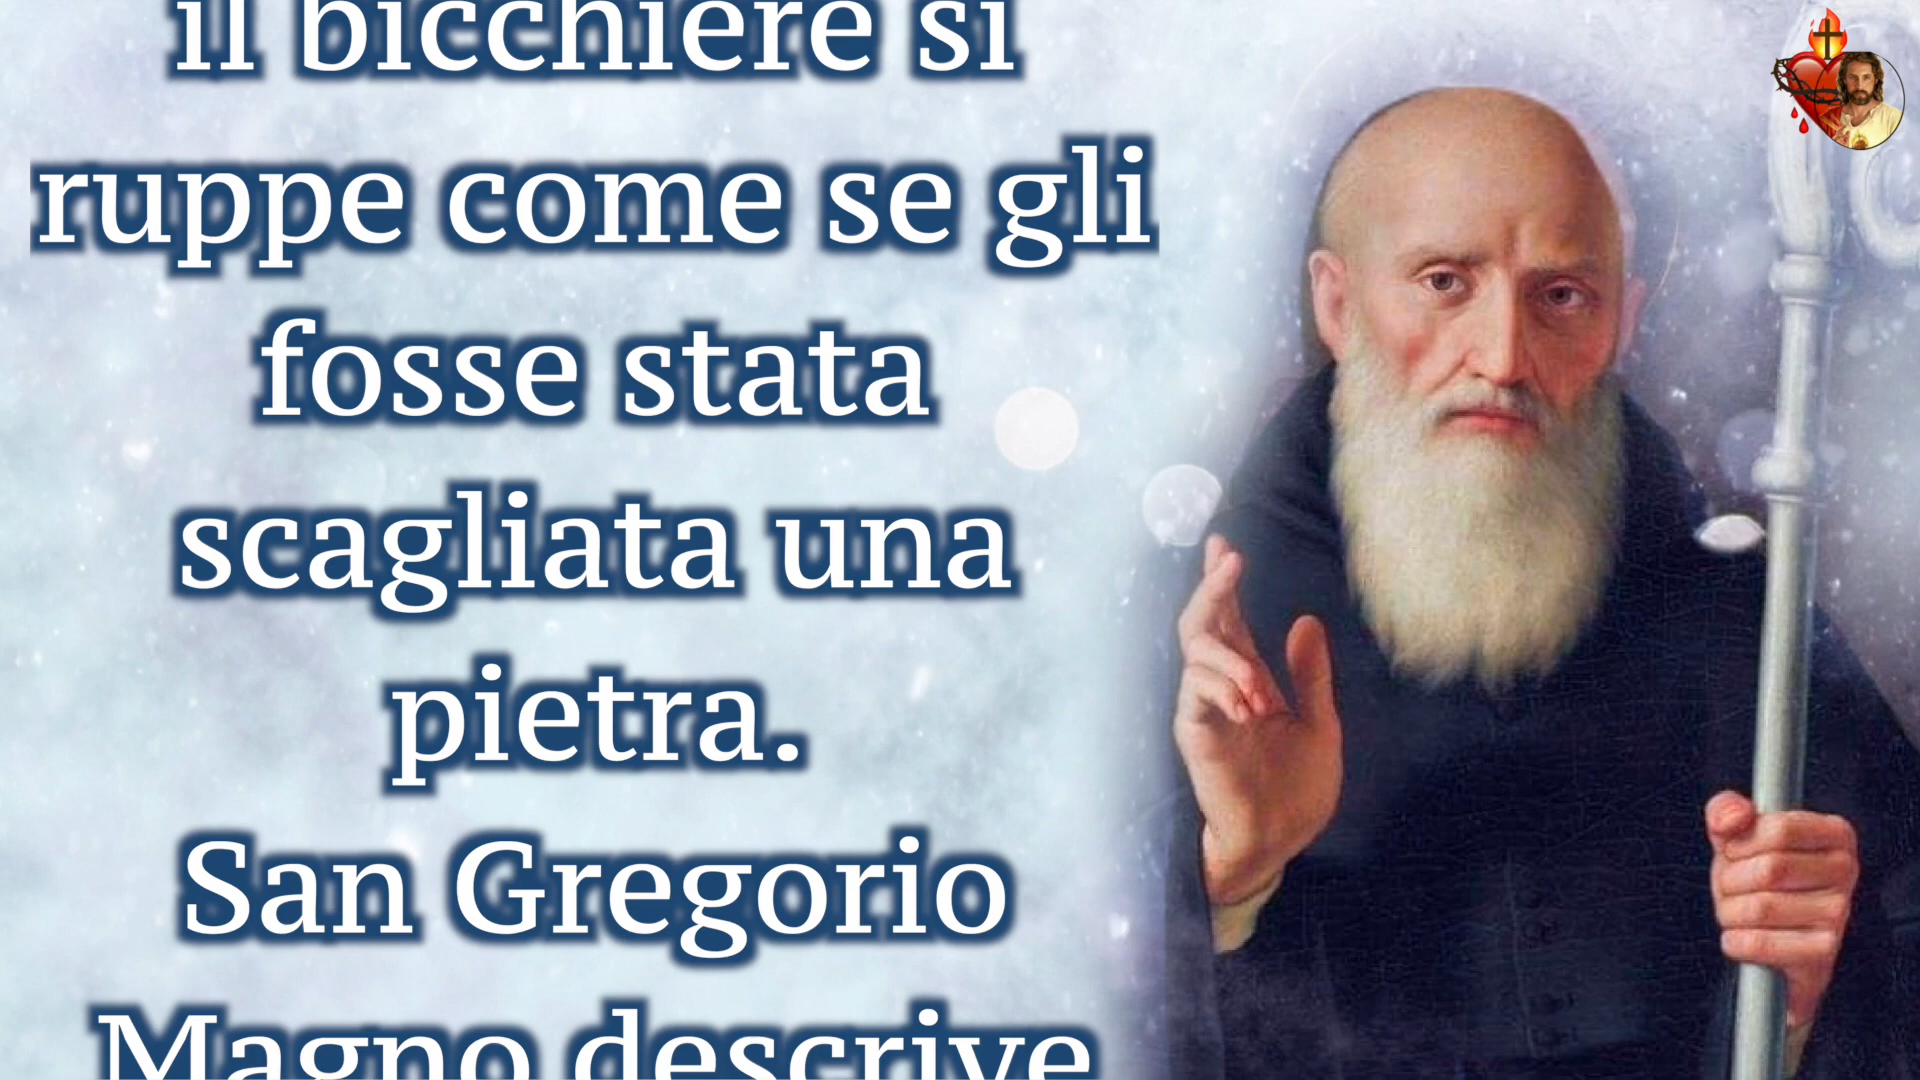 il bicchiere si
ruppe come se gli
fosse stata
scagliata una
pietra.
San Gregorio
Magno descrive